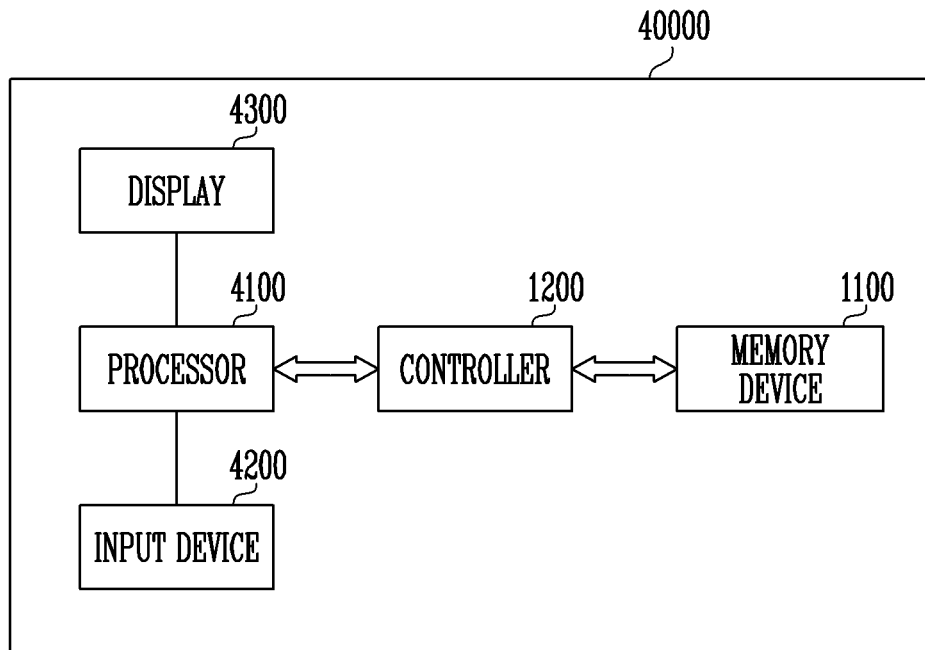 40000
4300
DISPLAY
4100
PROCESSOR
1200
CONTROLLER
1100
MEMORY
DEVICE
4200
INPUT DEVICE